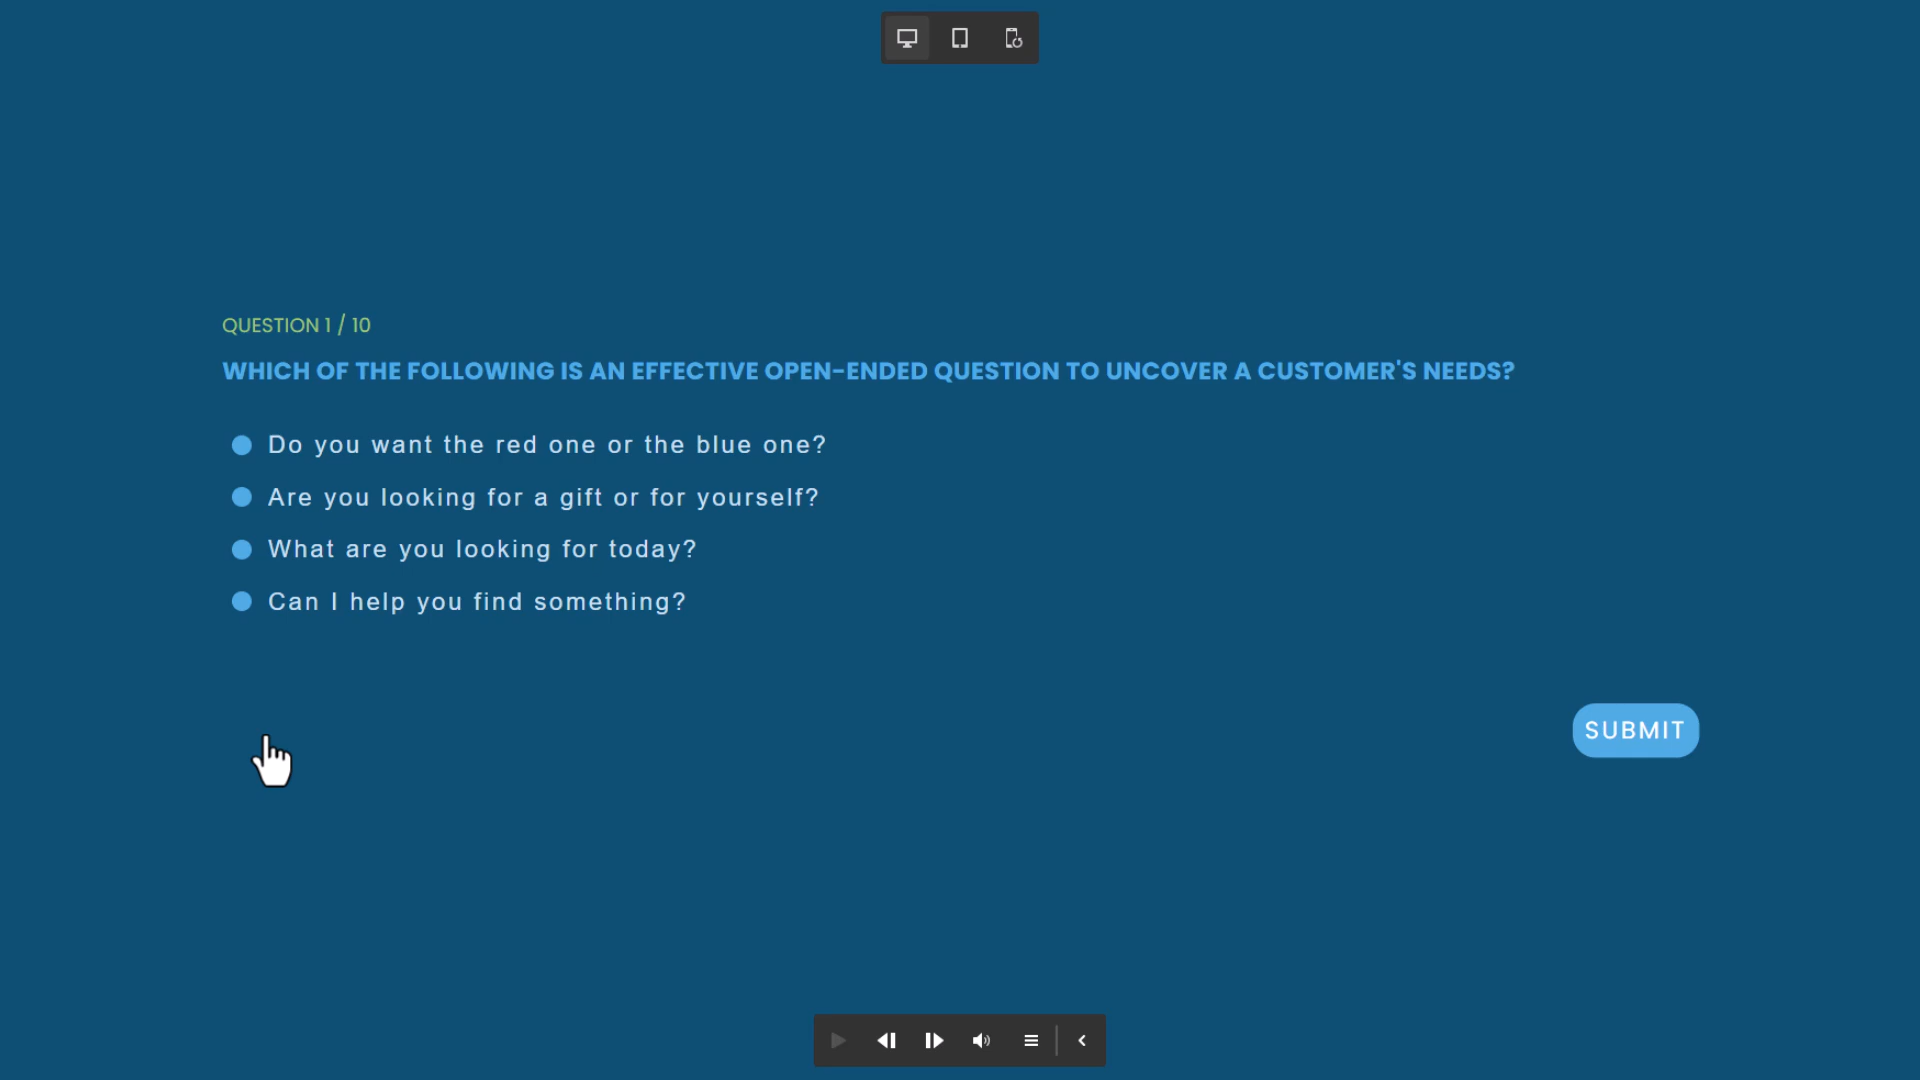 QUESTION 1 / 10
WHICH OF THE FOLLOWING IS AN EFFECTIVE OPEN-ENDED QUESTION TO UNCOVER A CUSTOMER'S NEEDS?
Do you want the red one or the blue one?
Are you looking for a gift or for yourself?
What are you looking for today?
Can I help you find something?
SUBMIT